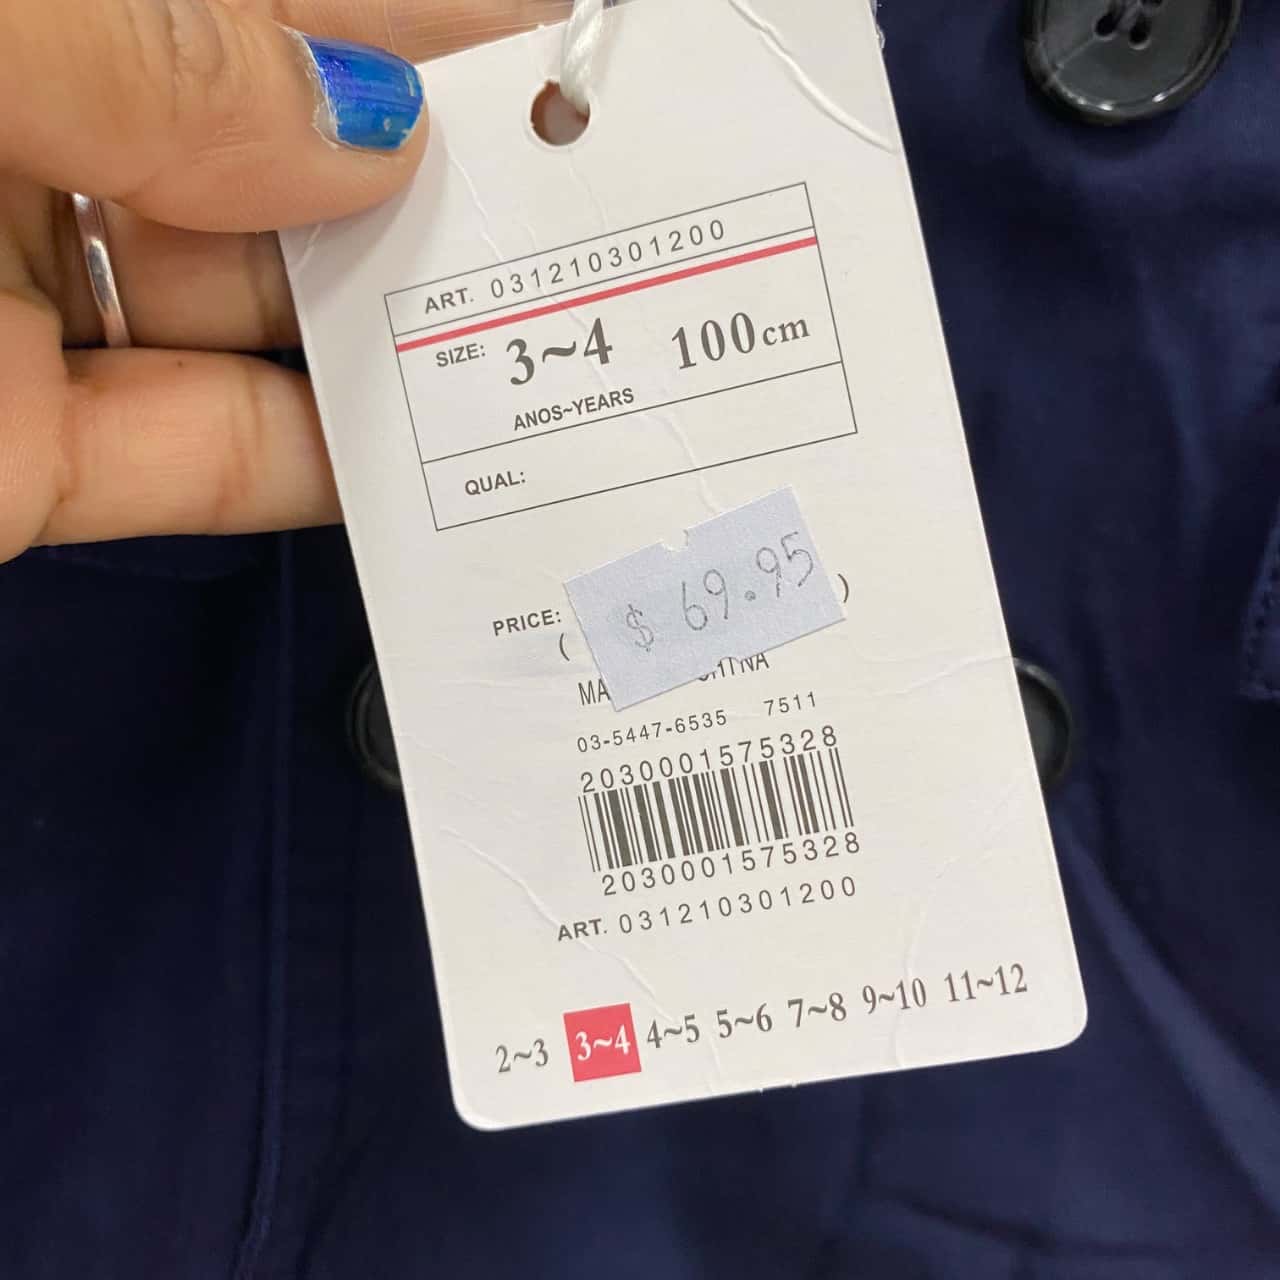 ART. 031210301200
SIZE: 3~4 100cm
ANOS~YEARS
QUAL:
PRICE: $ 69.95
( )
03-5447-6535 7511
2030001575328
2030001575328
ART. 031210301200
2~3 3~4 4~5 5~6 7~8 9~10 11~12